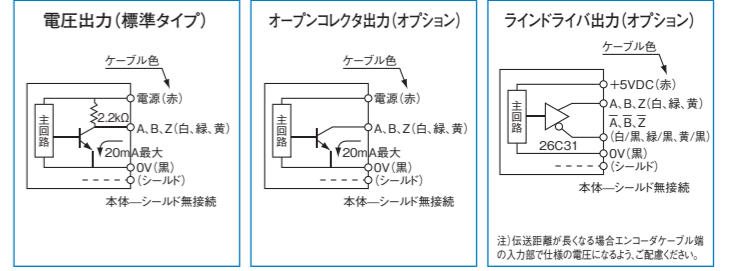 電圧出力(標準タイプ)
ケーブル色
電源(赤)
2.2kΩ
主回路
A、B、Z(白、緑、黄)
20mA最大
0V(黒)
(シールド)
本体―シールド無接続
オープンコレクタ出力(オプション)
ケーブル色
電源(赤)
主回路
A、B、Z(白、緑、黄)
20mA最大
0V(黒)
(シールド)
本体―シールド無接続
ラインドライバ出力(オプション)
ケーブル色
+5VDC(赤)
主回路
A、B、Z(白、緑、黄)
A̅、B̅、Z̅
(白/黒、緑/黒、黄/黒)
26C31
0V(黒)
(シールド)
本体―シールド無接続
注)伝送距離が長くなる場合エンコーダケーブル端
の入力部で仕様の電圧になるよう、ご配慮ください。